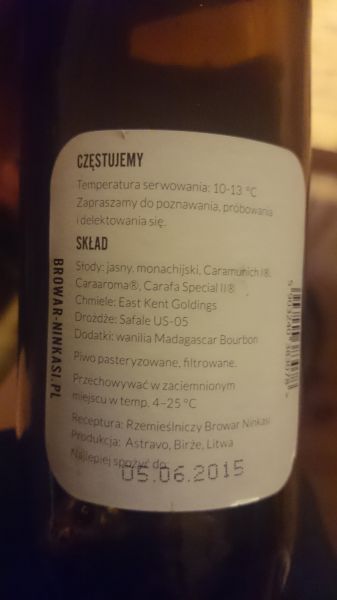 CZĘSTUJEMY
Temperatura serwowania: 10-13 °C
Zapraszamy do poznawania, próbowania
i delektowania się.
SKŁAD
Słody: jasny, monachijski, Caramunich I®,
Caraaroma®, Carafa Special II®
Chmiele: East Kent Goldings
Drożdże: Safale US-05
Dodatki: wanilia Madagascar Bourbon
Piwo pasteryzowane, filtrowane.
Przechowywać w zaciemnionym
miejscu w temp. 4–25 °C
Receptura: Rzemieślniczy Browar Ninkasi
Produkcja: Astravo, Birże, Litwa
Najlepiej spożyć do:
05.06.2015
BROWAR-NINKASI.PL